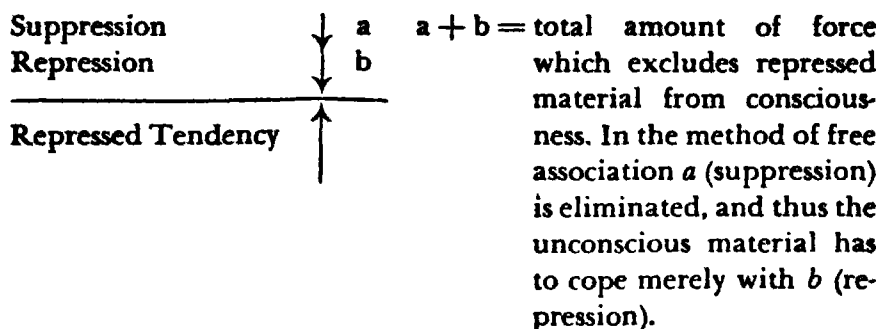 Suppression a a + b = total amount of force
Repression b which excludes repressed
material from conscious-
Repressed Tendency ness. In the method of free
association a (suppression)
is eliminated, and thus the
unconscious material has
to cope merely with b (re-
pression).